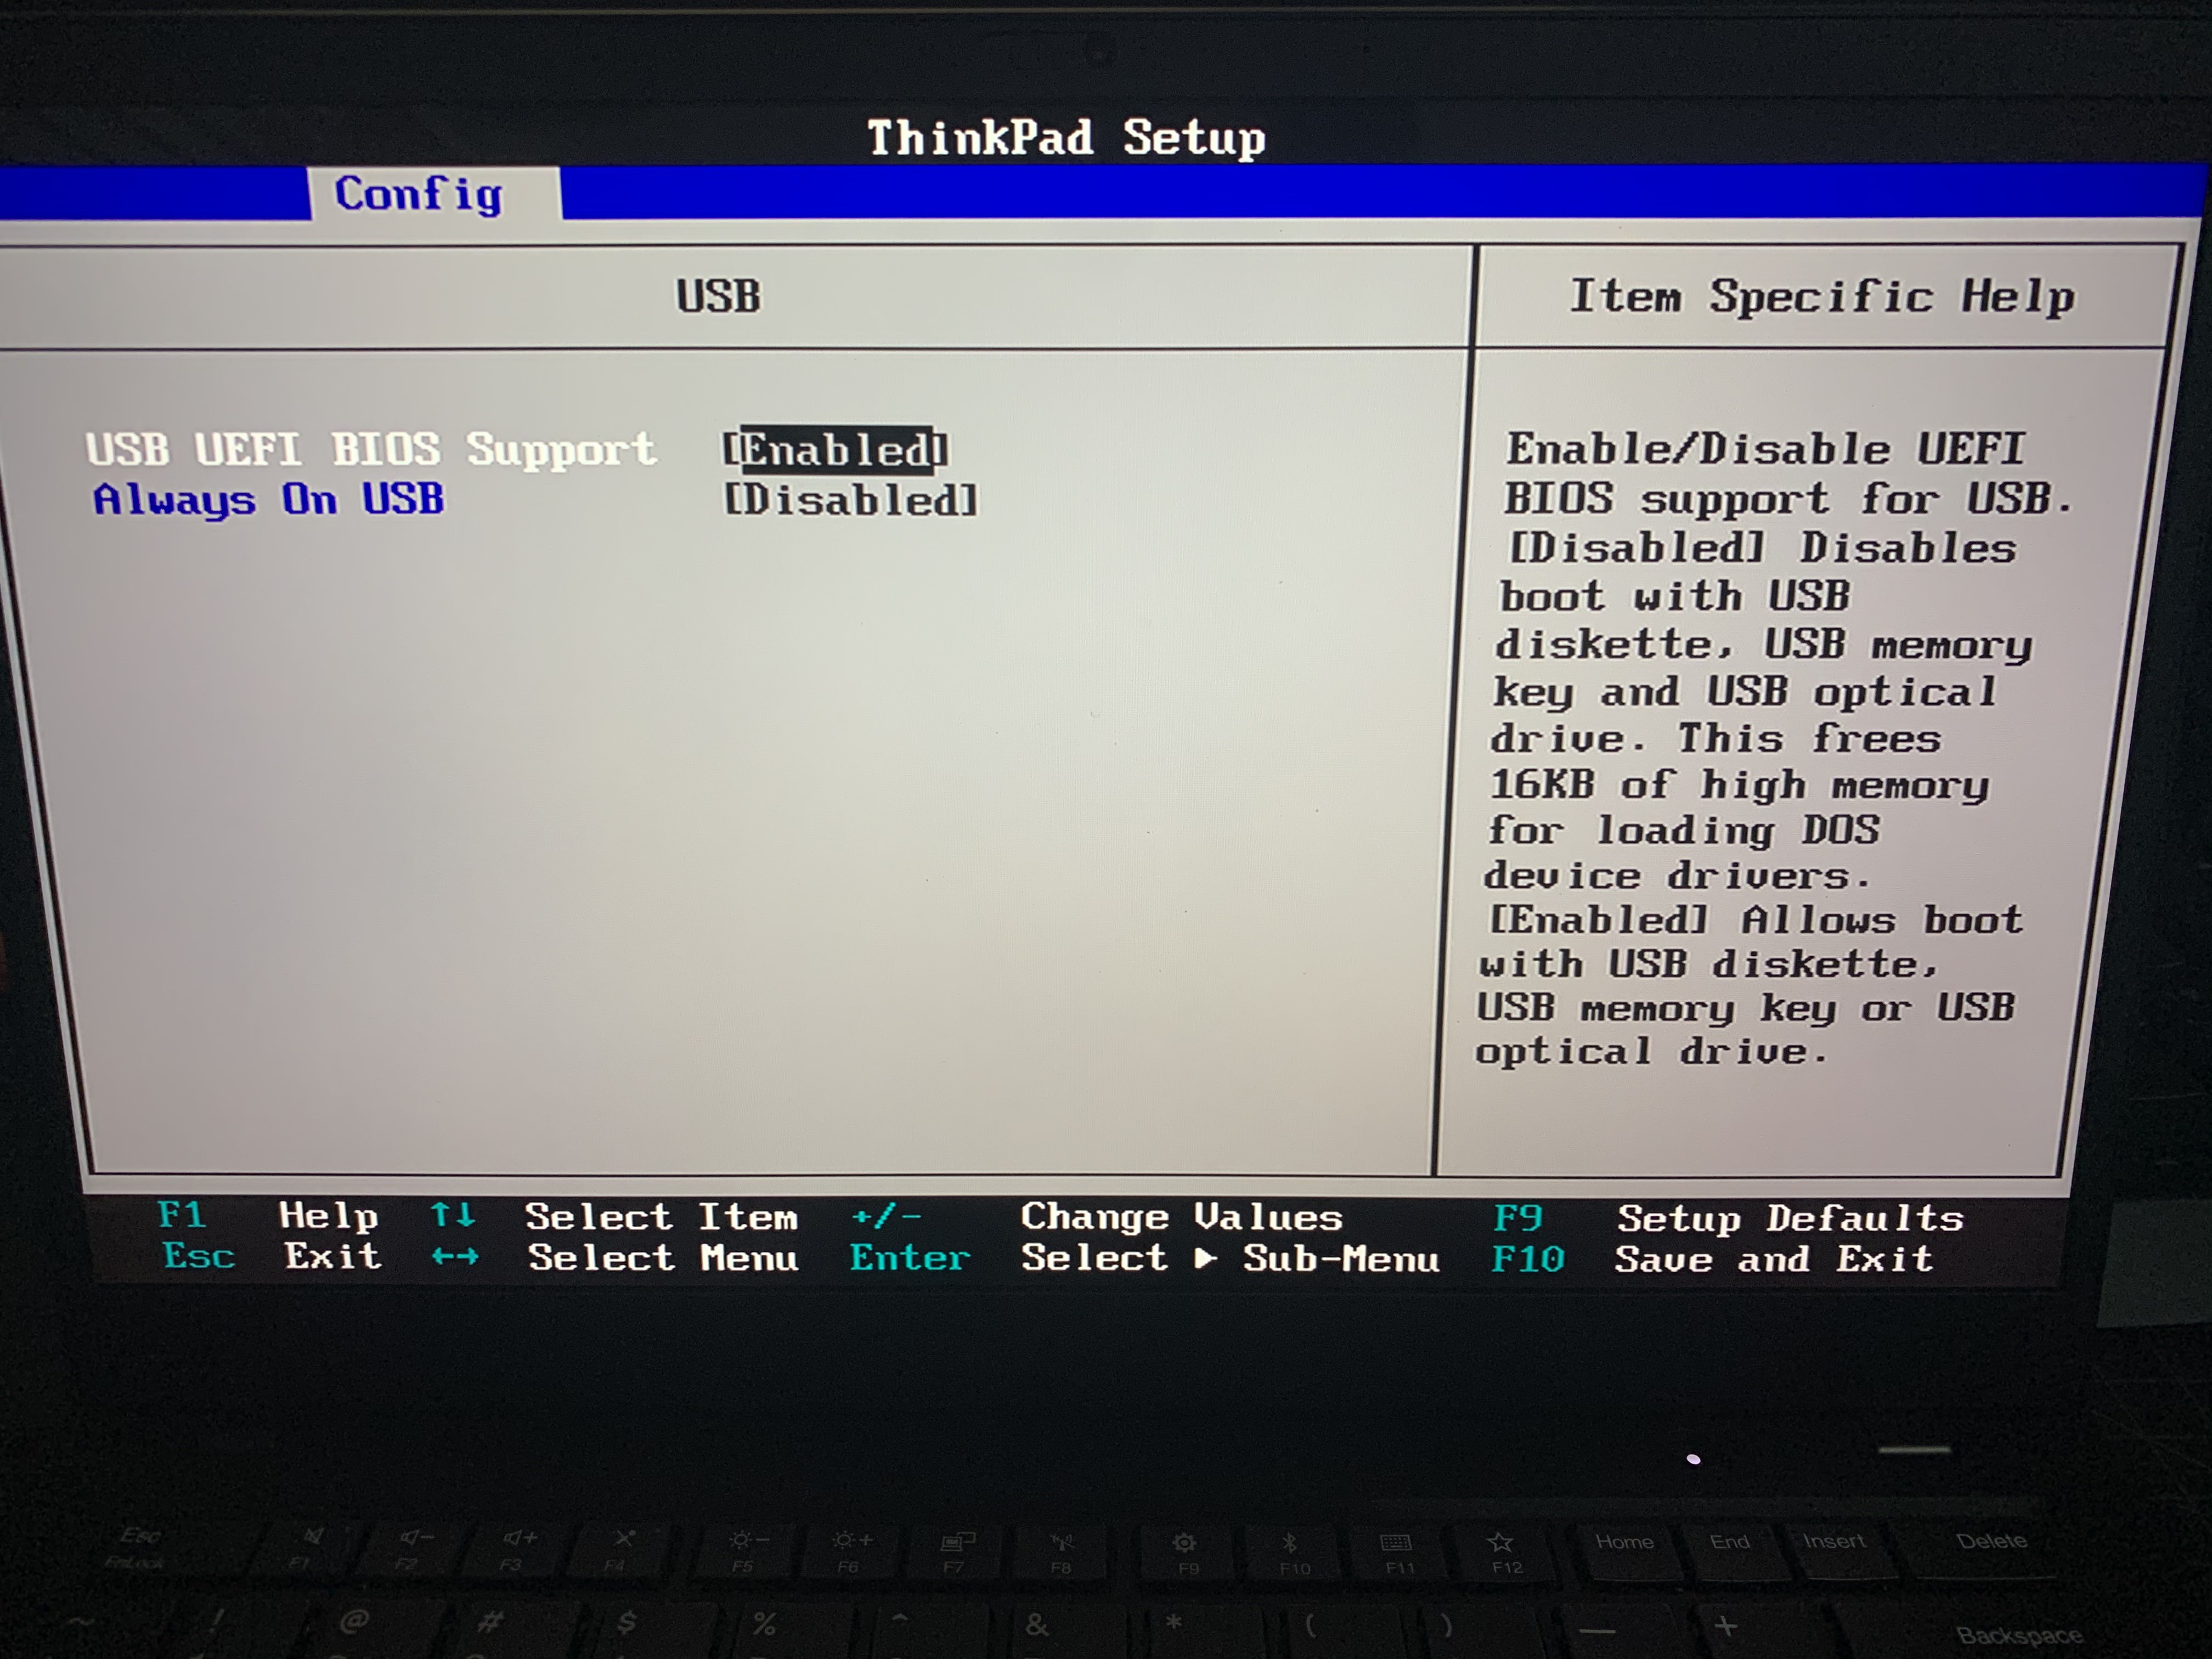 ThinkPad Setup
Config
USB
Item Specific Help
USB UEFI BIOS Support [Enabled]
Always On USB [Disabled]
Enable/Disable UEFI
BIOS support for USB.
[Disabled] Disables
boot with USB
diskette, USB memory
key and USB optical
drive. This frees
16KB of high memory
for loading DOS
device drivers.
[Enabled] Allows boot
with USB diskette,
USB memory key or USB
optical drive.
F1 Help ↑↓ Select Item +/- Change Values F9 Setup Defaults
Esc Exit ←→ Select Menu Enter Select ▶ Sub-Menu F10 Save and Exit
Esc - + - + Home End Insert Delete
FnLock F1 F2 F3 F4 F5 F6 F7 F8 F9 F10 F11 F12
~ ! @ # $ % ^ & * ( ) — + Backspace